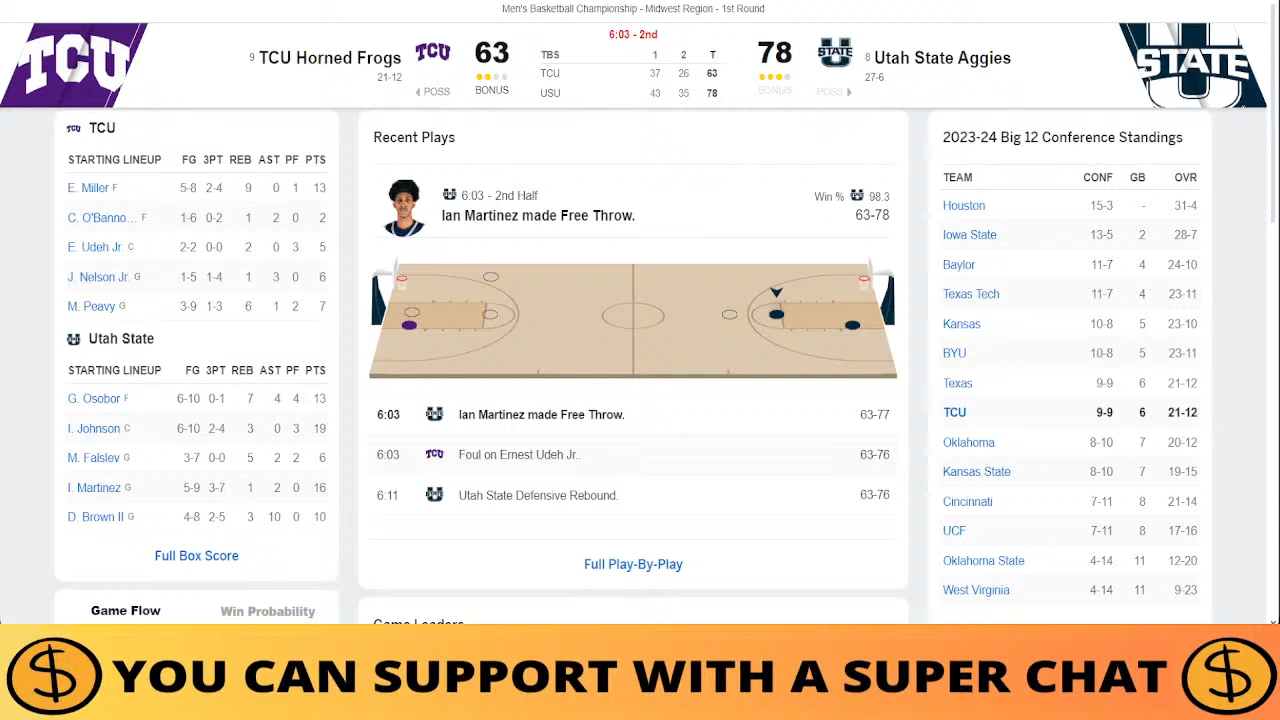 Men's Basketball Championship - Midwest Region - 1st Round
TCU
9 TCU Horned Frogs
21-12
TCU
POSS
63
BONUS
6:03 - 2nd
TBS 1 2 T
TCU 37 26 63
USU 43 35 78
78
BONUS
STATE
POSS
8 Utah State Aggies
27-6
STATE
TCU TCU
STARTING LINEUP FG 3PT REB AST PF PTS
E. Miller F 5-8 2-4 9 0 1 13
C. O'Banno... F 1-6 0-2 1 2 0 2
E. Udeh Jr. C 2-2 0-0 2 0 3 5
J. Nelson Jr. G 1-5 1-4 1 3 0 6
M. Peavy G 3-9 1-3 6 1 2 7
Utah State
STARTING LINEUP FG 3PT REB AST PF PTS
G. Osobor F 6-10 0-1 7 4 4 13
I. Johnson C 6-10 2-4 3 0 3 19
M. Falslev G 3-7 0-0 5 2 2 6
I. Martinez G 5-9 3-7 1 2 0 16
D. Brown II G 4-8 2-5 3 10 0 10
Full Box Score
Game Flow Win Probability
Recent Plays
6:03 - 2nd Half
Ian Martinez made Free Throw.
Win % 98.3
63-78
6:03 Ian Martinez made Free Throw. 63-77
6:03 TCU Foul on Ernest Udeh Jr.. 63-76
6:11 Utah State Defensive Rebound. 63-76
Full Play-By-Play
Game Leaders
2023-24 Big 12 Conference Standings
TEAM CONF GB OVR
Houston 15-3 - 31-4
Iowa State 13-5 2 28-7
Baylor 11-7 4 24-10
Texas Tech 11-7 4 23-11
Kansas 10-8 5 23-10
BYU 10-8 5 23-11
Texas 9-9 6 21-12
TCU 9-9 6 21-12
Oklahoma 8-10 7 20-12
Kansas State 8-10 7 19-15
Cincinnati 7-11 8 21-14
UCF 7-11 8 17-16
Oklahoma State 4-14 11 12-20
West Virginia 4-14 11 9-23
$ YOU CAN SUPPORT WITH A SUPER CHAT $